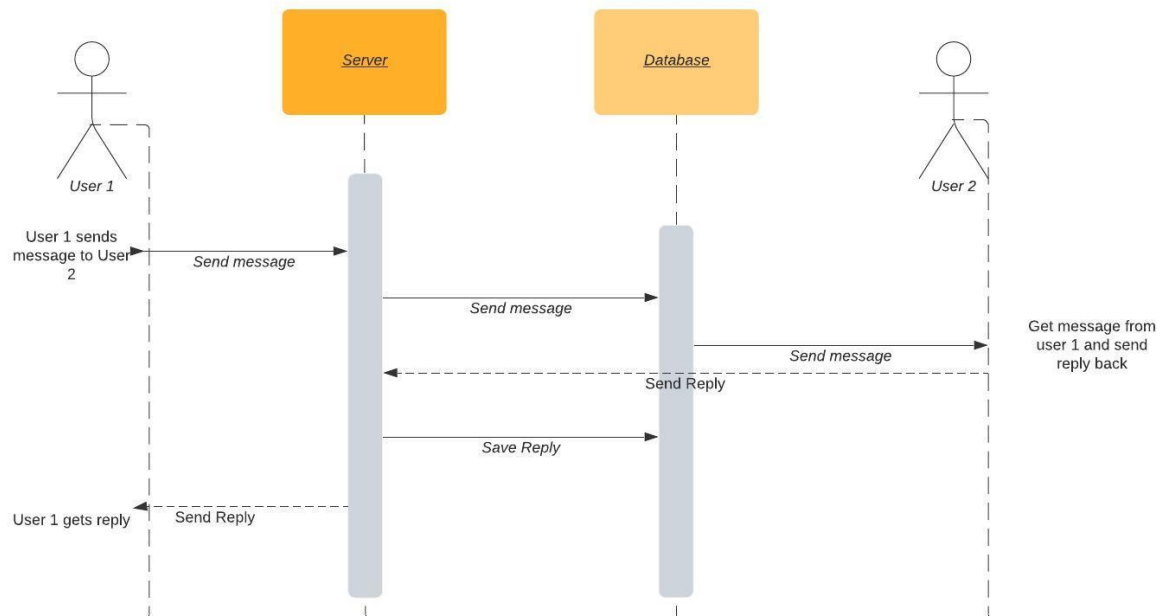 Server
Database
User 1
User 2
User 1 sends
message to User
2
Send message
Send message
Send message
Get message from
user 1 and send
reply back
Send Reply
Save Reply
User 1 gets reply
Send Reply